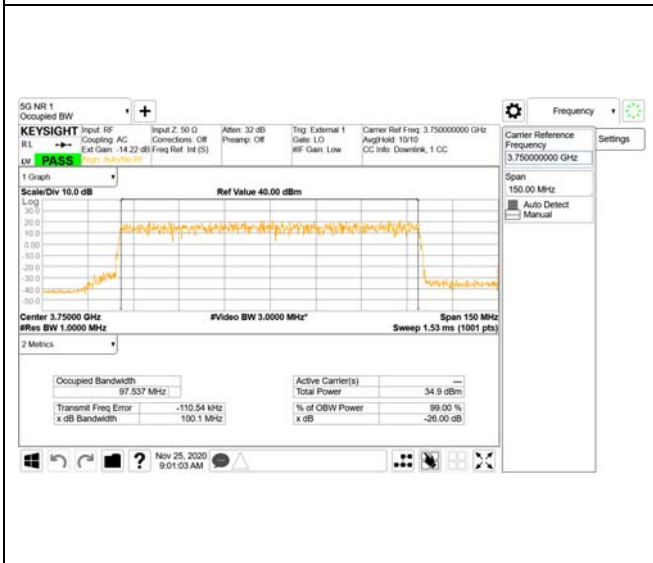 5G NR 1
Occupied BW
+
Frequency
KEYSIGHT Input: RF Input Z: 50 Ω Atten: 32 dB Trig: External 1 Carrier Ref Freq: 3.750000000 GHz
RL Coupling: AC Corrections: Off Preamp: Off Gate: LO Avg|Hold: 10/10
Ext Gain: -14.22 dB Freq Ref: Int (S) #IF Gain: Low CC Info: Downlink, 1 CC
PASS Align: Auto/No RF
Carrier Reference
Frequency
3.750000000 GHz
Settings
Span
150.00 MHz
Auto Detect
Manual
1 Graph
Scale/Div 10.0 dB Ref Value 40.00 dBm
Log
30.0
20.0
10.0
0.00
-10.0
-20.0
-30.0
-40.0
-50.0
Center 3.75000 GHz #Video BW 3.0000 MHz* Span 150 MHz
#Res BW 1.0000 MHz Sweep 1.53 ms (1001 pts)
2 Metrics
Occupied Bandwidth
97.537 MHz
Active Carrier(s) ---
Total Power 34.9 dBm
Transmit Freq Error -110.54 kHz
x dB Bandwidth 100.1 MHz
% of OBW Power 99.00 %
x dB -26.00 dB
? Nov 25, 2020
9:01:03 AM